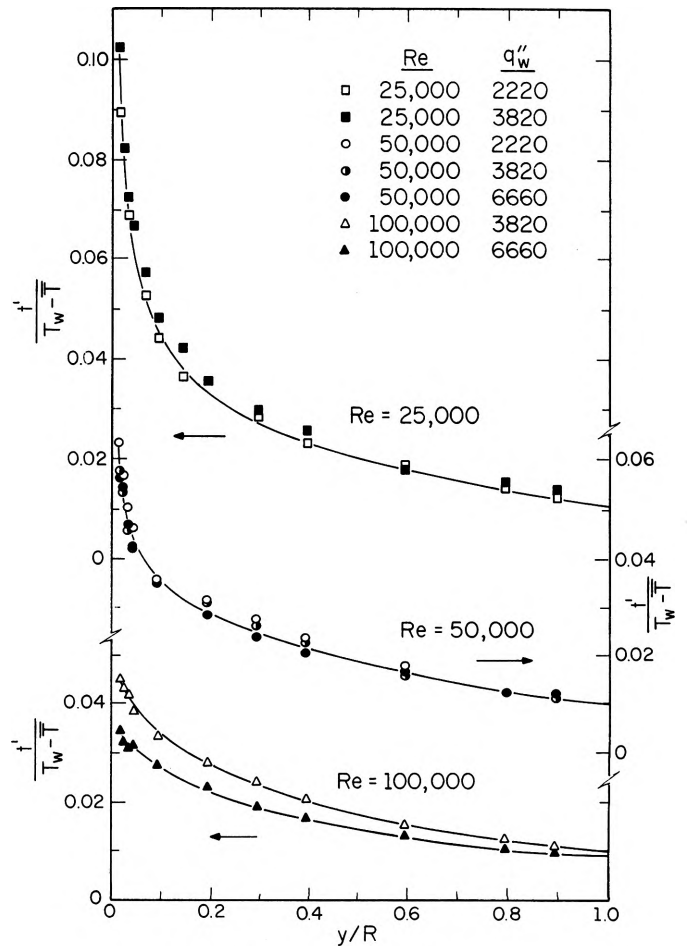 Re q″w
□ 25,000 2220
■ 25,000 3820
○ 50,000 2220
◑ 50,000 3820
● 50,000 6660
△ 100,000 3820
▲ 100,000 6660
0.10
0.08
0.06
0.04
0.02
0
t'
Tw - T̿
Re = 25,000
0.06
0.04
0.02
0
t'
Tw - T̿
Re = 50,000
0.04
0.02
0
t'
Tw - T̿
Re = 100,000
0 0.2 0.4 0.6 0.8 1.0
y/R